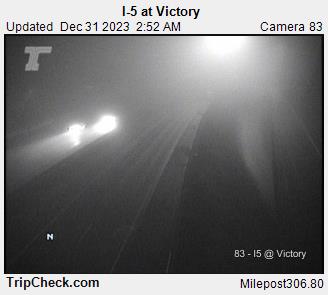 I-5 at Victory
Updated Dec 31 2023 2:52 AM Camera 83
T
N
83 - I5 @ Victory
TripCheck.com Milepost306.80